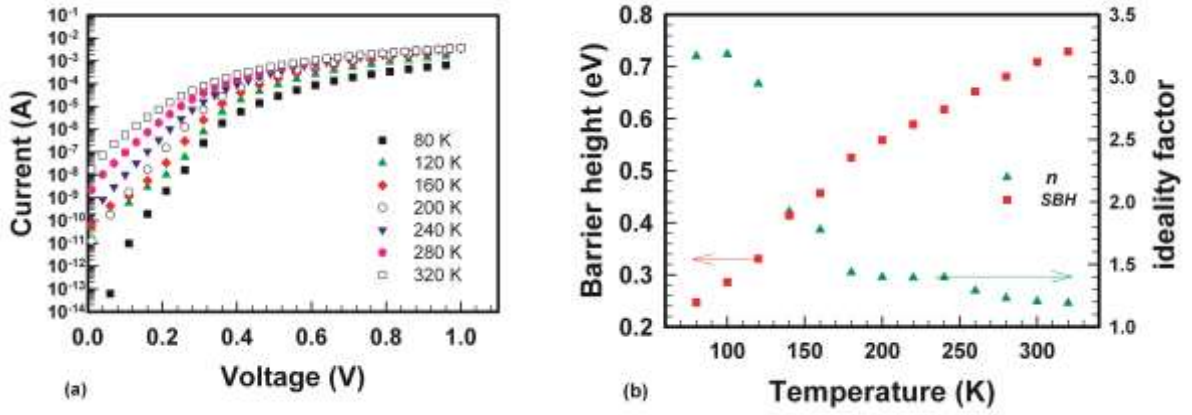 10⁻¹
10⁻²
10⁻³
10⁻⁴
10⁻⁵
10⁻⁶
10⁻⁷
10⁻⁸
10⁻⁹
10⁻¹⁰
10⁻¹¹
10⁻¹²
10⁻¹³
10⁻¹⁴
Current (A)
80 K
120 K
160 K
200 K
240 K
280 K
320 K
0.0 0.2 0.4 0.6 0.8 1.0
Voltage (V)
(a)
0.8
0.7
0.6
0.5
0.4
0.3
0.2
Barrier height (eV)
n
SBH
3.5
3.0
2.5
2.0
1.5
1.0
ideality factor
100 150 200 250 300
Temperature (K)
(b)